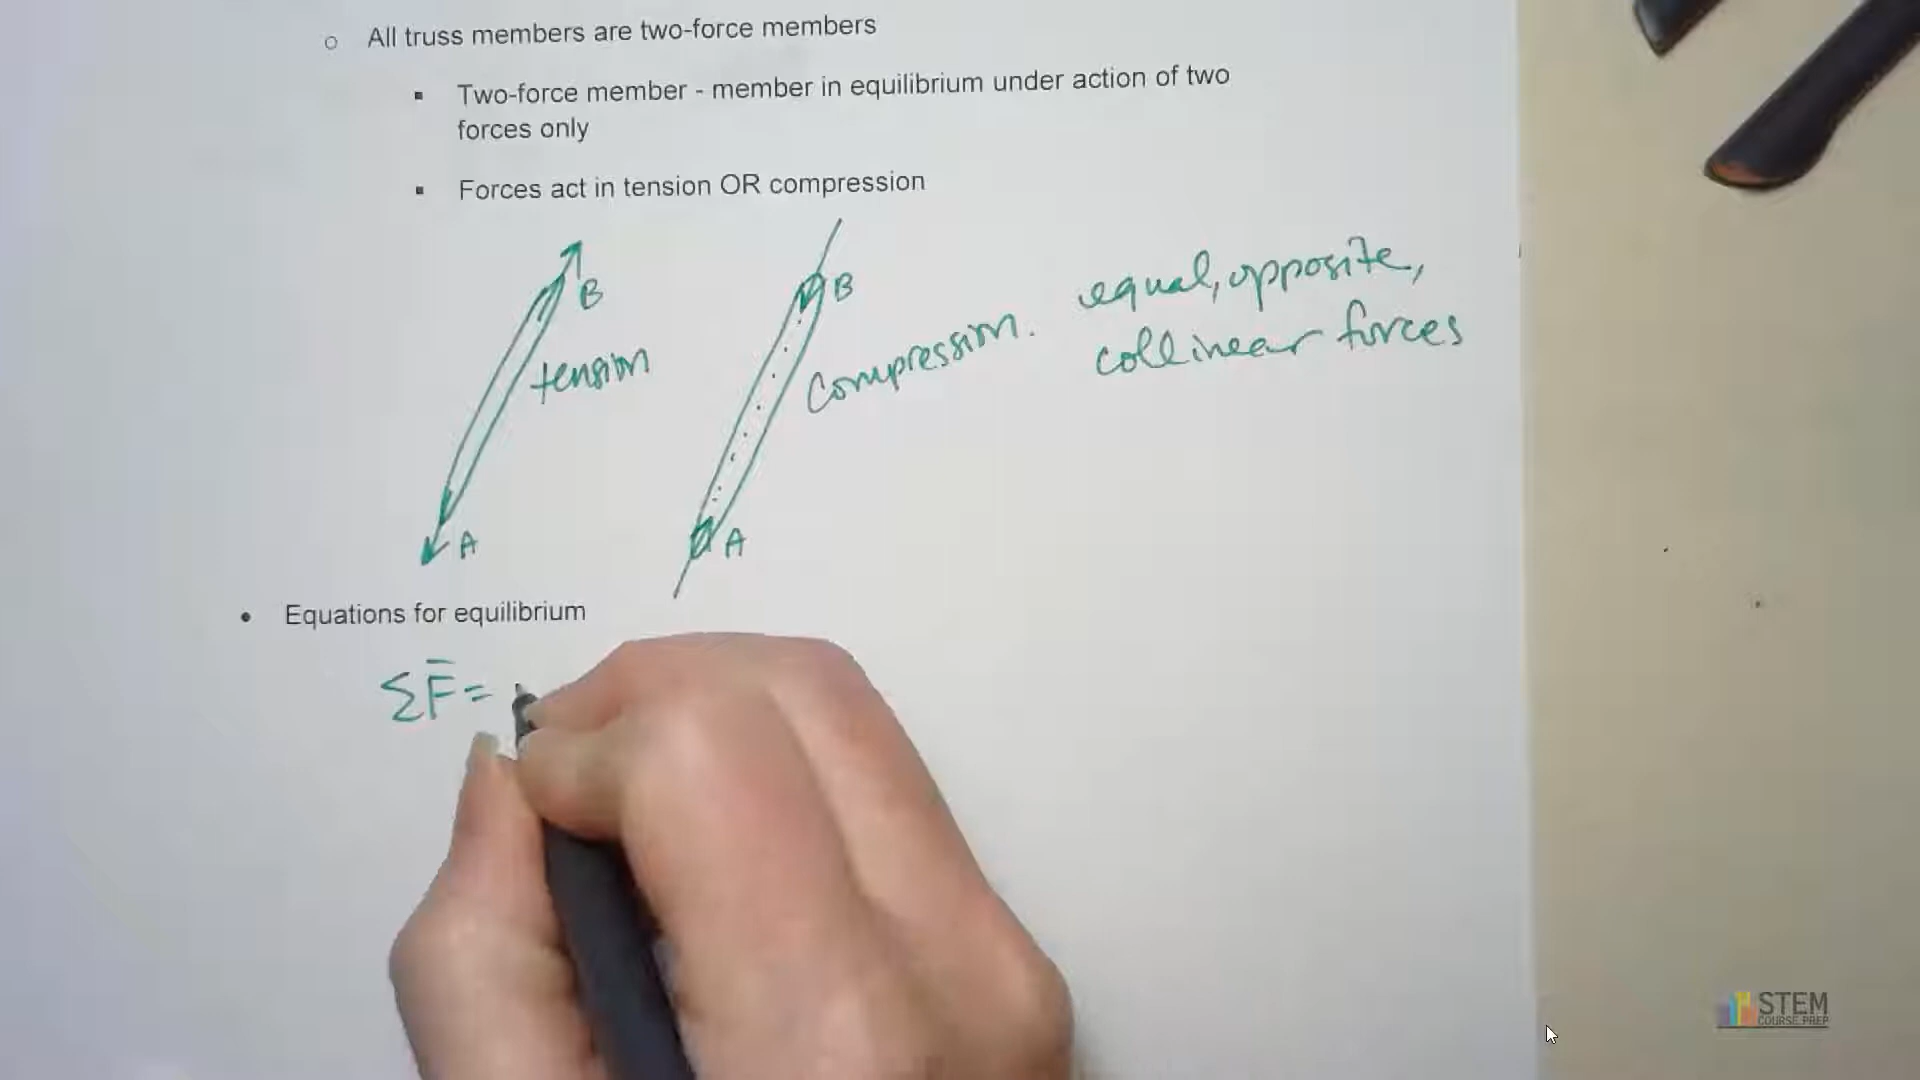 All truss members are two-force members
Two-force member - member in equilibrium under action of two
forces only
Forces act in tension OR compression
B
tension
A
B
compression.
A
equal, opposite,
collinear forces
Equations for equilibrium
ΣF̅=
STEM
COURSE PREP